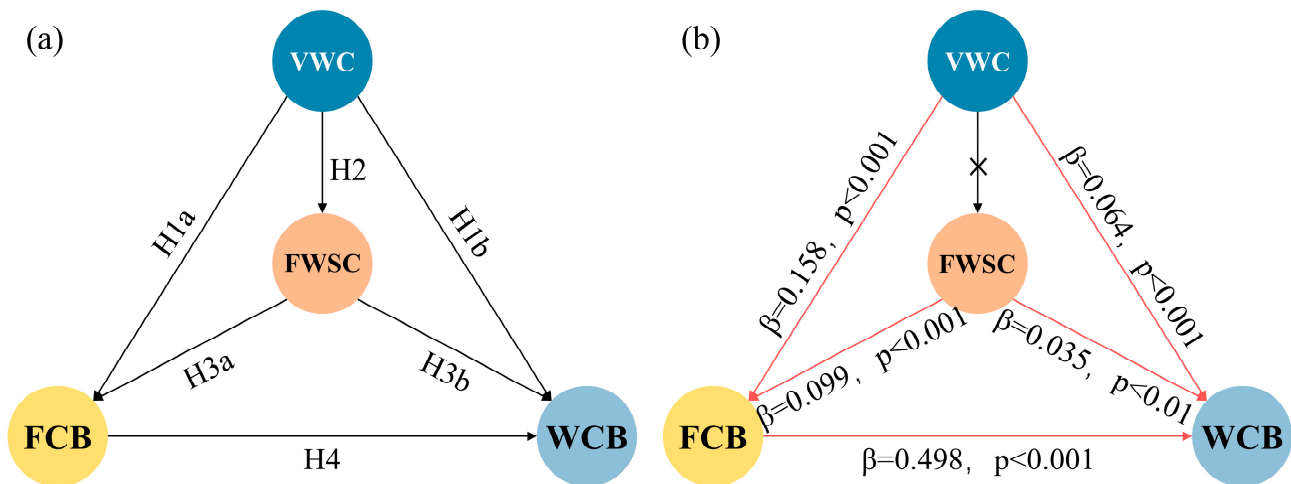 (a)
VWC
H2
H1a
H1b
FWSC
H3a
H3b
FCB
WCB
H4
(b)
VWC
β=0.158, p<0.001
β=0.064, p<0.001
FWSC
β=0.099, p<0.001
β=0.035, p<0.01
FCB
WCB
β=0.498, p<0.001